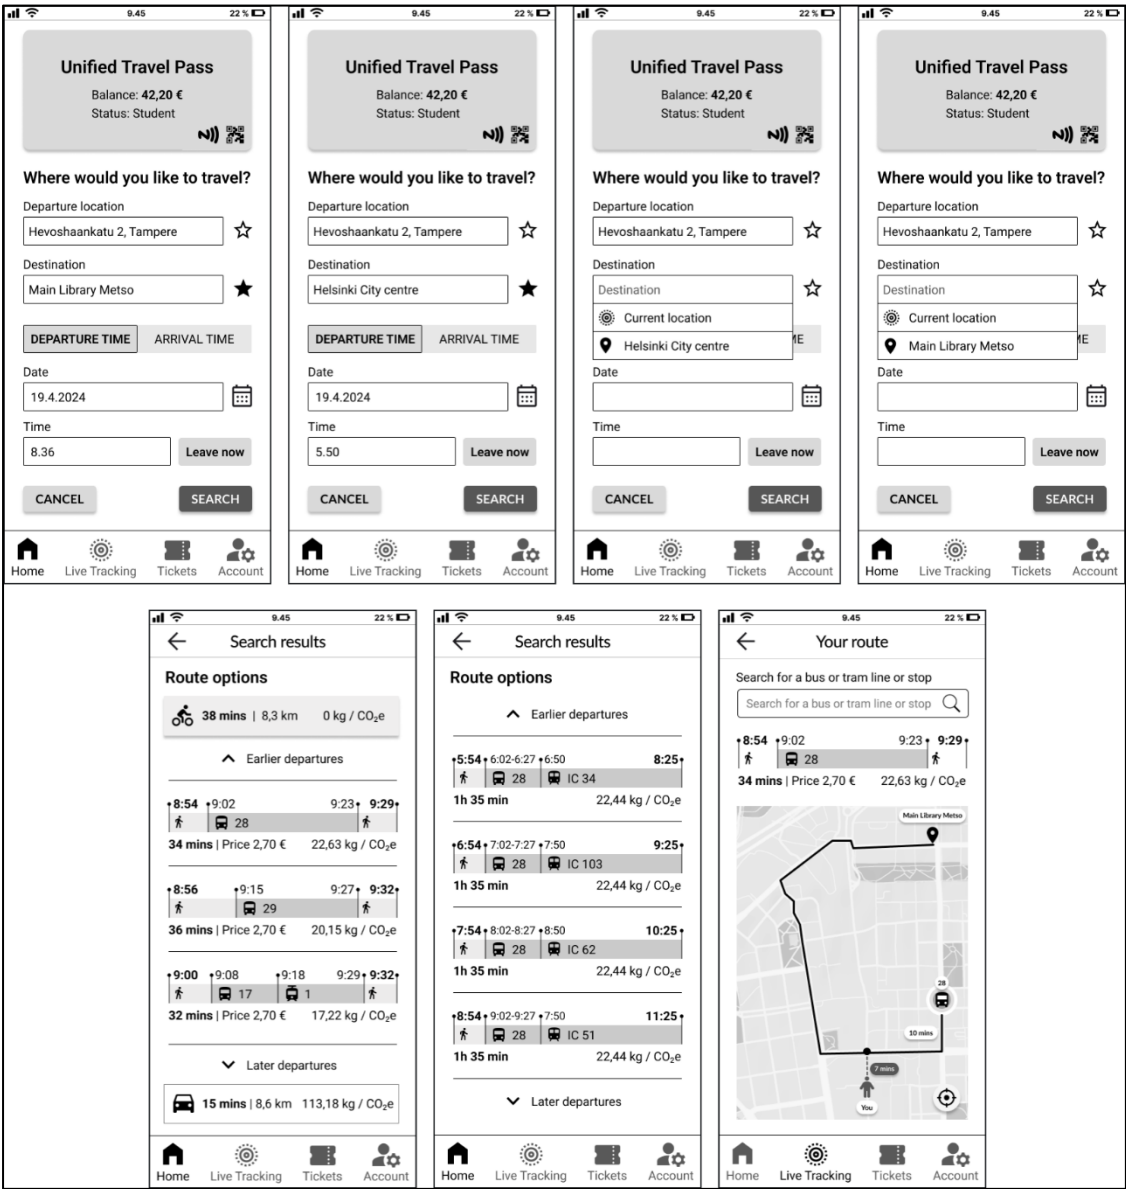 9.45 22 %
Unified Travel Pass
Balance: 42,20 €
Status: Student
Where would you like to travel?
Departure location
Hevoshaankatu 2, Tampere
Destination
Main Library Metso
DEPARTURE TIME ARRIVAL TIME
Date
19.4.2024
Time
8.36 Leave now
CANCEL SEARCH
Home Live Tracking Tickets Account
9.45 22 %
Unified Travel Pass
Balance: 42,20 €
Status: Student
Where would you like to travel?
Departure location
Hevoshaankatu 2, Tampere
Destination
Helsinki City centre
DEPARTURE TIME ARRIVAL TIME
Date
19.4.2024
Time
5.50 Leave now
CANCEL SEARCH
Home Live Tracking Tickets Account
9.45 22 %
Unified Travel Pass
Balance: 42,20 €
Status: Student
Where would you like to travel?
Departure location
Hevoshaankatu 2, Tampere
Destination
Destination
Current location
Helsinki City centre ME
Date
Time
Leave now
CANCEL SEARCH
Home Live Tracking Tickets Account
9.45 22 %
Unified Travel Pass
Balance: 42,20 €
Status: Student
Where would you like to travel?
Departure location
Hevoshaankatu 2, Tampere
Destination
Destination
Current location
Main Library Metso ME
Date
Time
Leave now
CANCEL SEARCH
Home Live Tracking Tickets Account
9.45 22 %
Search results
Route options
38 mins | 8,3 km 0 kg / CO₂e
Earlier departures
8:54 9:02 9:23 9:29
28
34 mins | Price 2,70 € 22,63 kg / CO₂e
8:56 9:15 9:27 9:32
29
36 mins | Price 2,70 € 20,15 kg / CO₂e
9:00 9:08 9:18 9:29 9:32
17 1
32 mins | Price 2,70 € 17,22 kg / CO₂e
Later departures
15 mins | 8,6 km 113,18 kg / CO₂e
Home Live Tracking Tickets Account
9.45 22 %
Search results
Route options
Earlier departures
5:54 6:02-6:27 6:50 8:25
28 IC 34
1h 35 min 22,44 kg / CO₂e
6:54 7:02-7:27 7:50 9:25
28 IC 103
1h 35 min 22,44 kg / CO₂e
7:54 8:02-8:27 8:50 10:25
28 IC 62
1h 35 min 22,44 kg / CO₂e
8:54 9:02-9:27 7:50 11:25
28 IC 51
1h 35 min 22,44 kg / CO₂e
Later departures
Home Live Tracking Tickets Account
9.45 22 %
Your route
Search for a bus or tram line or stop
Search for a bus or tram line or stop
8:54 9:02 9:23 9:29
28
34 mins | Price 2,70 € 22,63 kg / CO₂e
Main Library Metso
28
10 mins
7 mins
You
Home Live Tracking Tickets Account